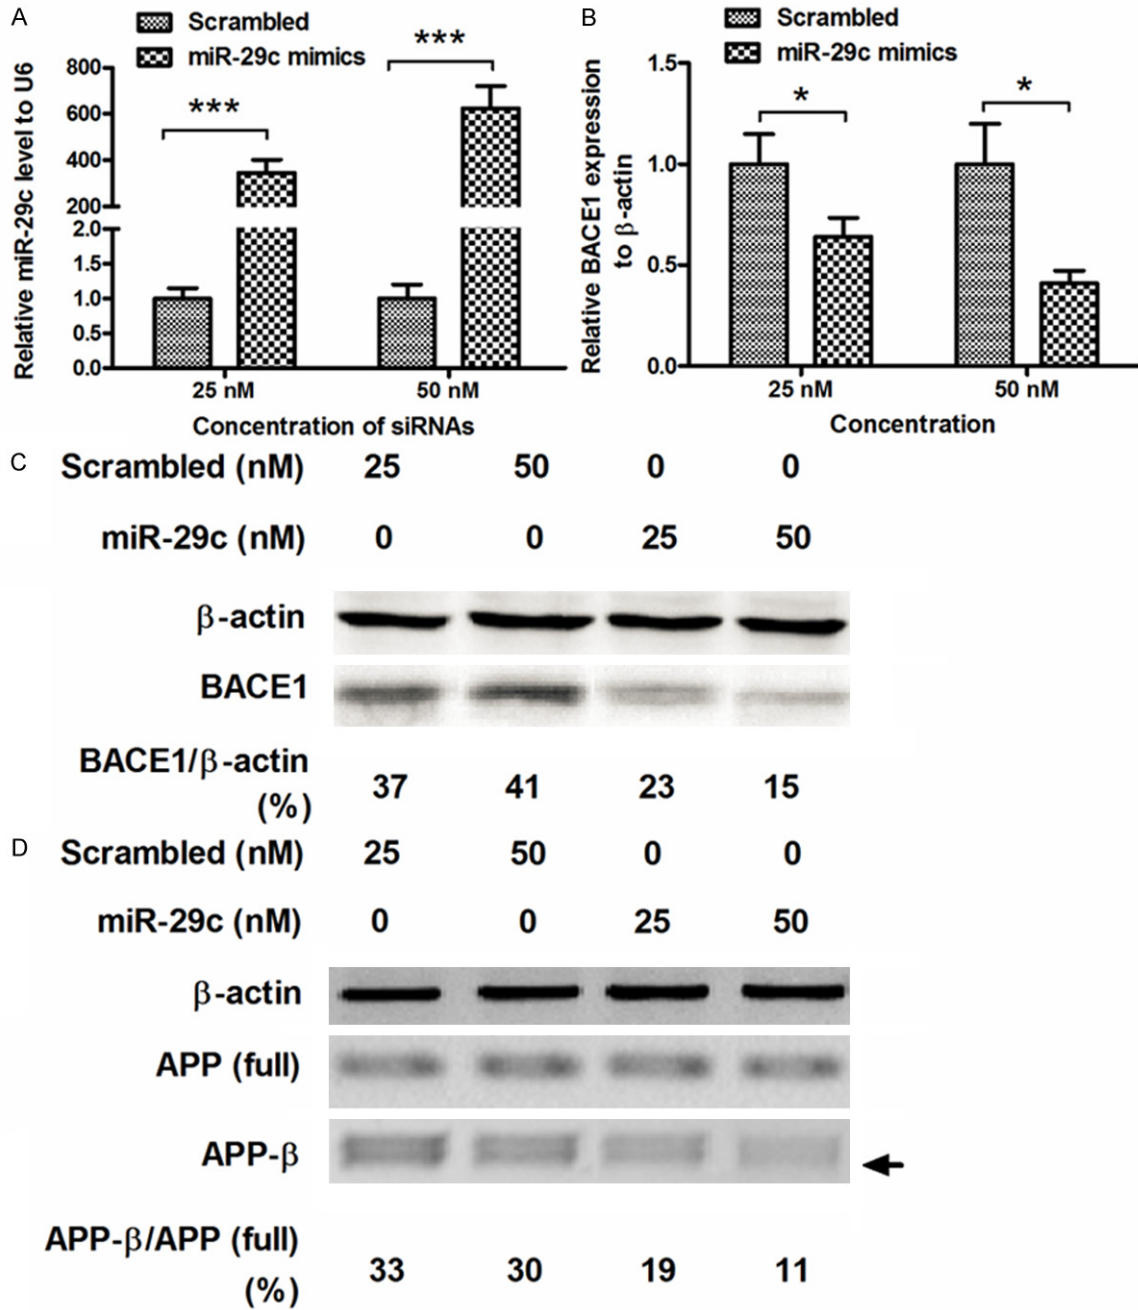 A
Scrambled
miR-29c mimics
Relative miR-29c level to U6
800
600
400
200
2.0
1.5
1.0
0.5
0.0
***
***
25 nM
50 nM
Concentration of siRNAs
B
Scrambled
miR-29c mimics
Relative BACE1 expression
to β-actin
1.5
1.0
0.5
0.0
*
*
25 nM
50 nM
Concentration
C
Scrambled (nM) 25 50 0 0
miR-29c (nM) 0 0 25 50
β-actin
BACE1
BACE1/β-actin
(%) 37 41 23 15
D
Scrambled (nM) 25 50 0 0
miR-29c (nM) 0 0 25 50
β-actin
APP (full)
APP-β
APP-β/APP (full)
(%) 33 30 19 11